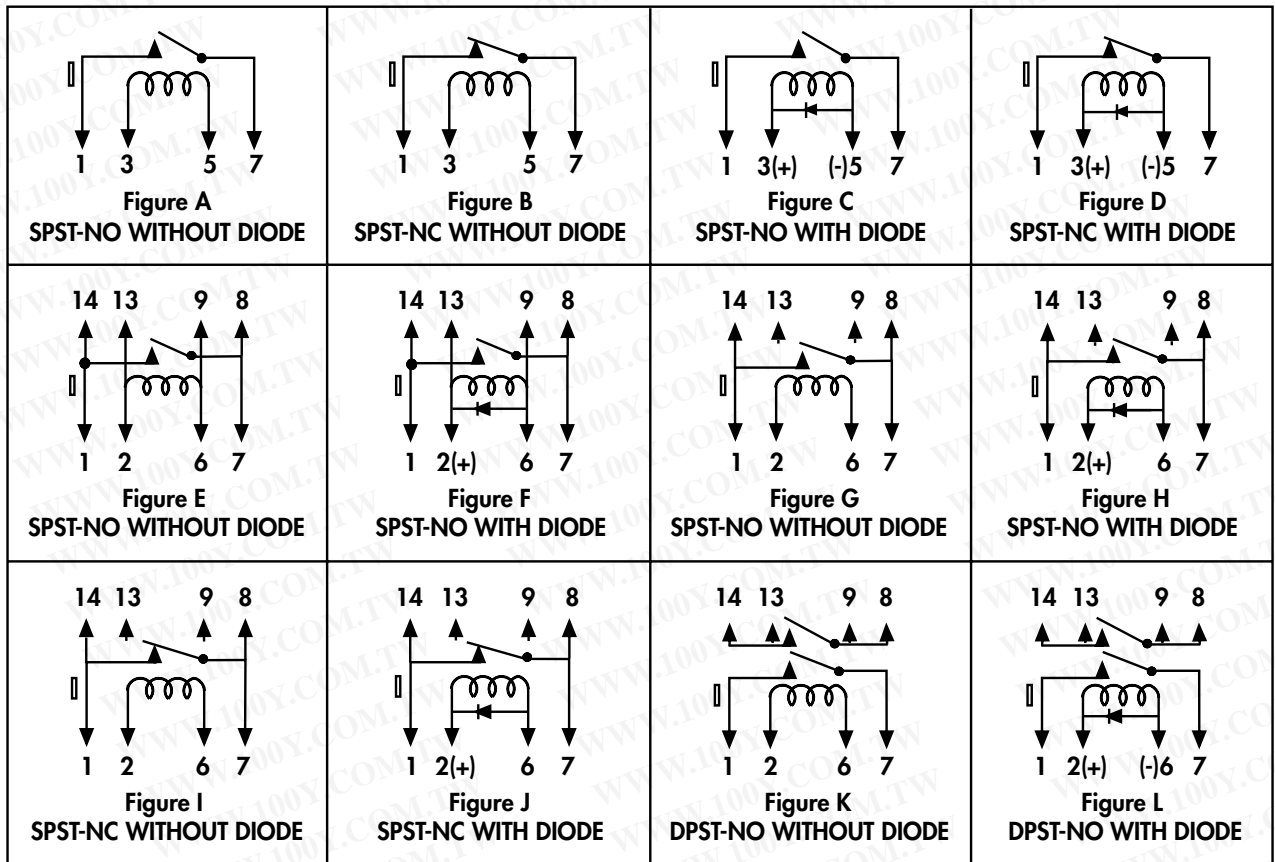 1 3 5 7
Figure A
SPST-NO WITHOUT DIODE
1 3 5 7
Figure B
SPST-NC WITHOUT DIODE
1 3(+) (-)5 7
Figure C
SPST-NO WITH DIODE
1 3(+) (-)5 7
Figure D
SPST-NC WITH DIODE
14 13 9 8
1 2 6 7
Figure E
SPST-NO WITHOUT DIODE
14 13 9 8
1 2(+) 6 7
Figure F
SPST-NO WITH DIODE
14 13 9 8
1 2 6 7
Figure G
SPST-NO WITHOUT DIODE
14 13 9 8
1 2(+) 6 7
Figure H
SPST-NO WITH DIODE
14 13 9 8
1 2 6 7
Figure I
SPST-NC WITHOUT DIODE
14 13 9 8
1 2(+) 6 7
Figure J
SPST-NC WITH DIODE
14 13 9 8
1 2 6 7
Figure K
DPST-NO WITHOUT DIODE
14 13 9 8
1 2(+) (-)6 7
Figure L
DPST-NO WITH DIODE
WWW.100Y.COM.TW